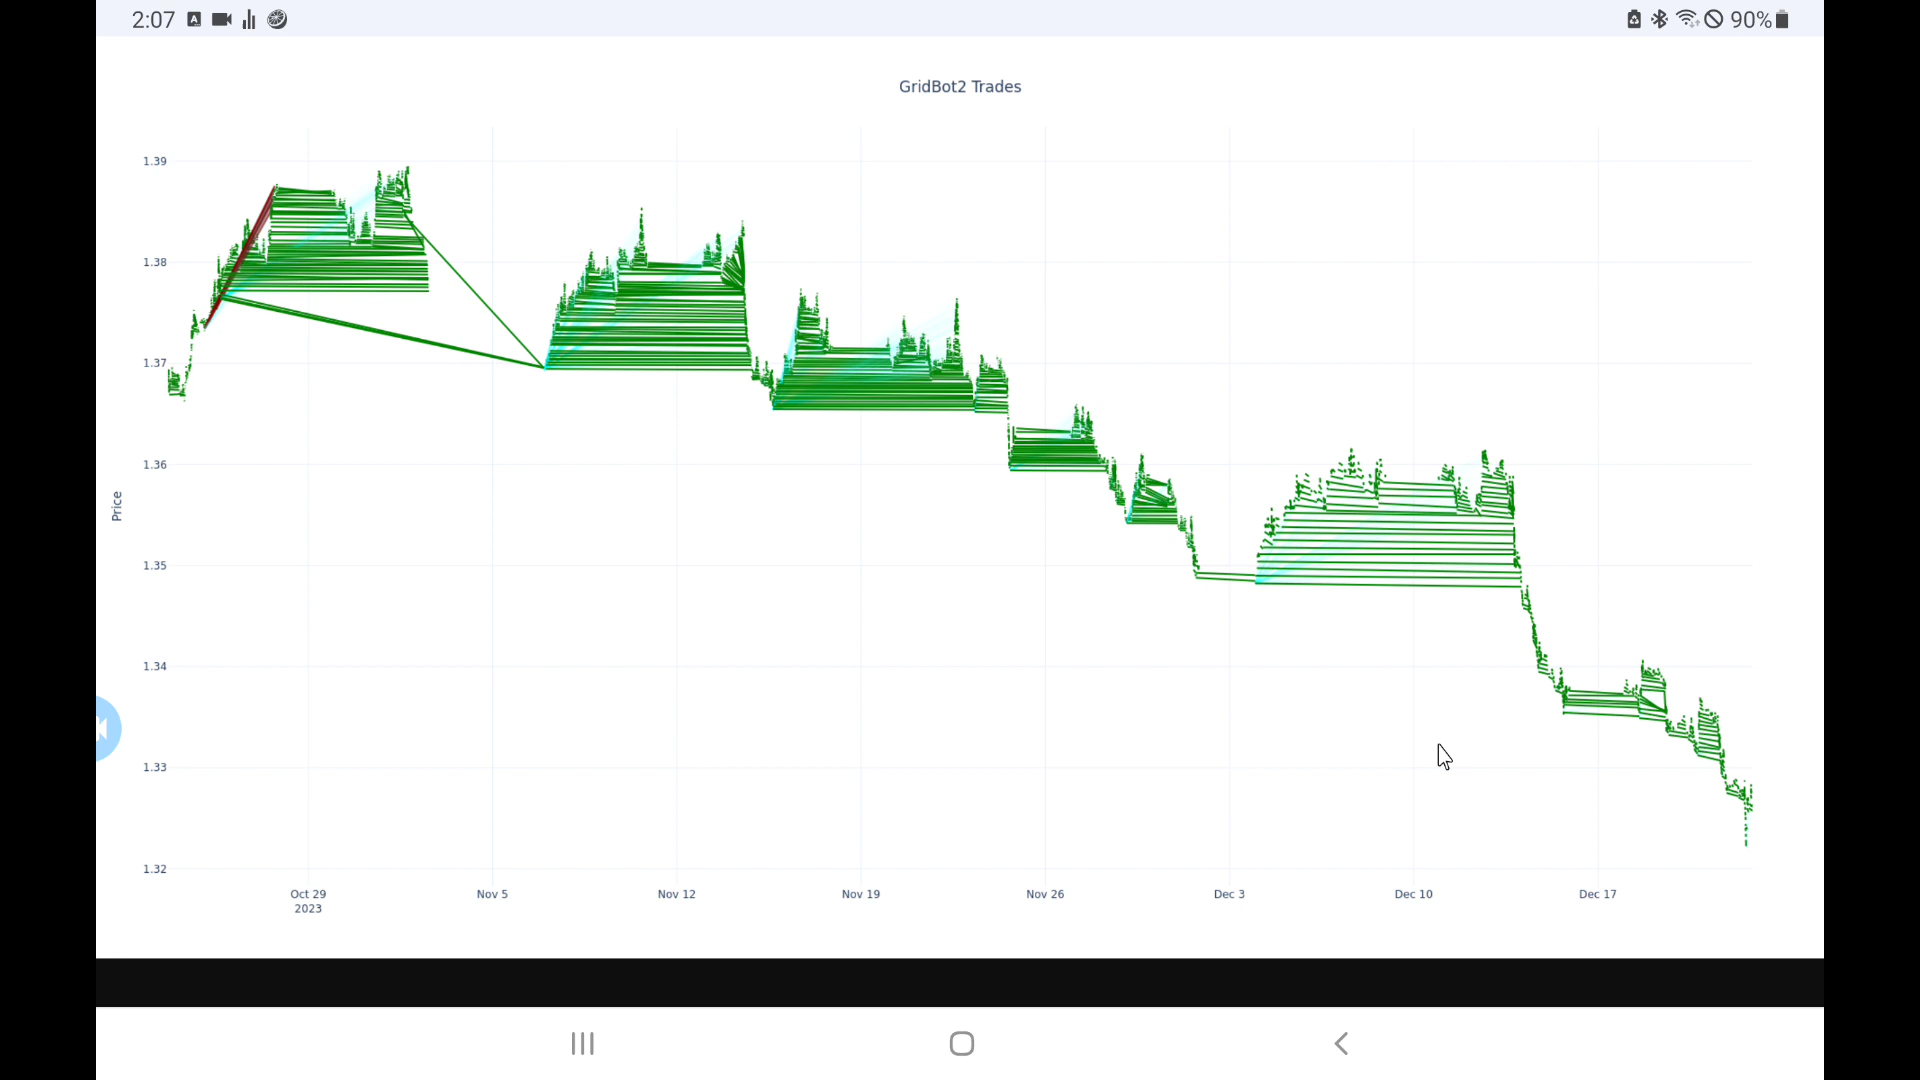 2:07
90%
GridBot2 Trades
1.39
1.38
1.37
1.36
1.35
1.34
1.33
1.32
Price
Oct 29
2023
Nov 5
Nov 12
Nov 19
Nov 26
Dec 3
Dec 10
Dec 17